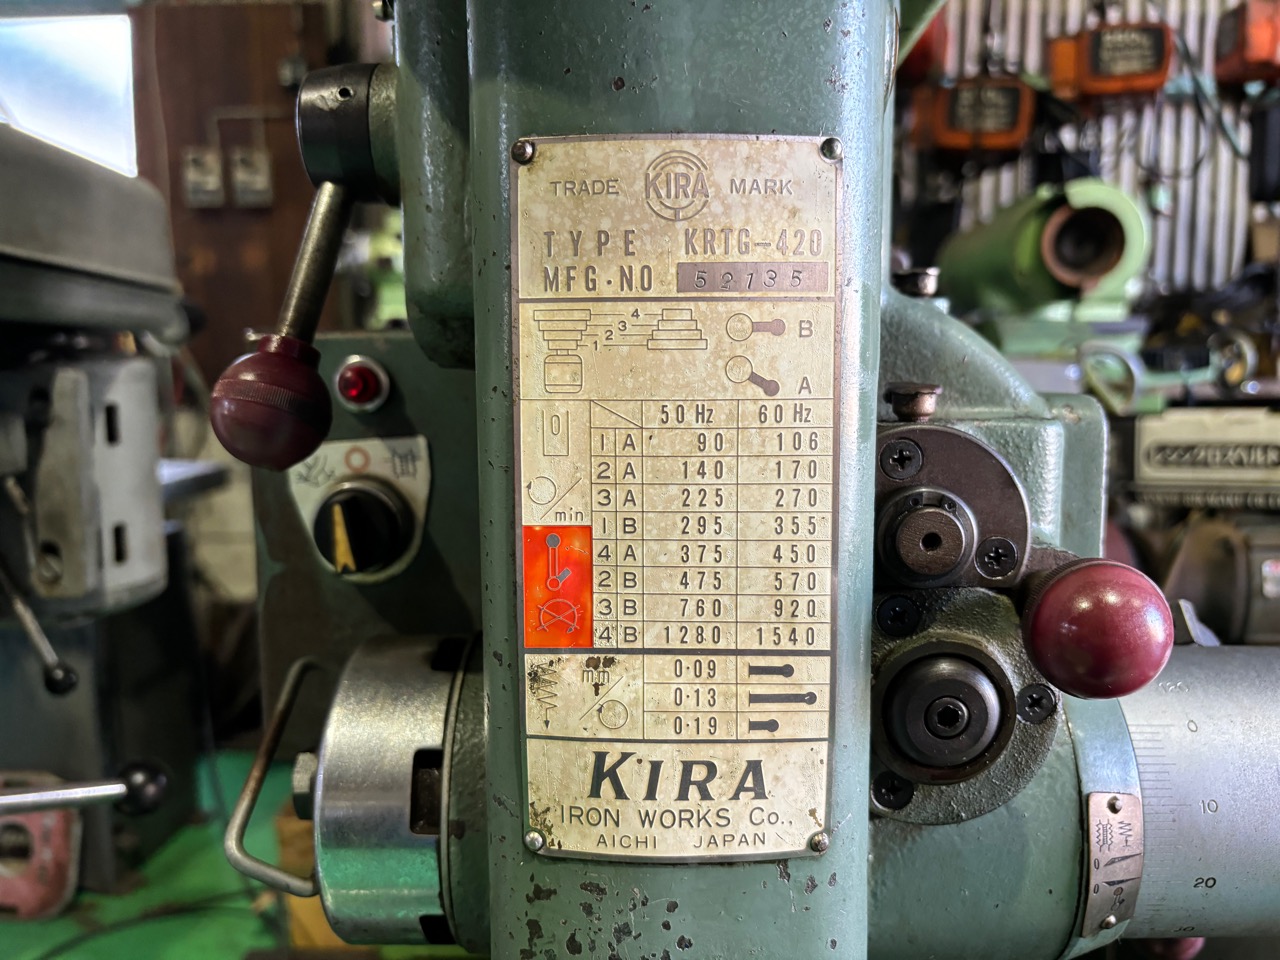 TRADE KIRA MARK
TYPE KRTG-420
MFG.NO 52135
4
3
2
1
B
A
50 Hz 60 Hz
1 A 90 106
2 A 140 170
3 A 225 270
1 B 295 355
4 A 375 450
2 B 475 570
3 B 760 920
4 B 1280 1540
min
mm
0.09
0.13
0.19
KIRA
IRON WORKS Co.,
AICHI JAPAN
120
0
10
20
0
0